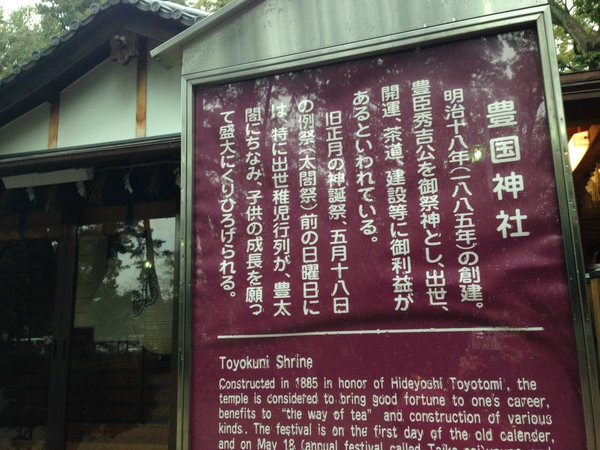 豊国神社
明治十八年（一八八五年）の創建。
豊臣秀吉公を御祭神とし、出世、
開運、茶道、建設等に御利益が
あるといわれている。
旧正月の神誕祭、五月十八日
の例祭（太閤祭）前の日曜日に
は、特に出世稚児行列が、豊太
閤にちなみ、子供の成長を願っ
て盛大にくりひろげられる。
Toyokuni Shrine
Constructed in 1885 in honor of Hideyoshi Toyotomi, the
temple is considered to bring good fortune to one's career,
benefits to "the way of tea" and construction of various
kinds. The festival is on the first day of the old calender,
and on May 18 (annual festival called Taiko sai)